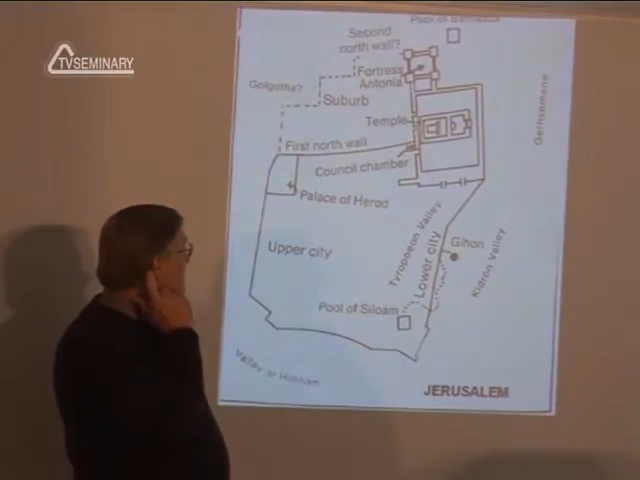 TVSEMINARY
Pool of Bethesda
Second
north wall?
Golgotha?
Fortress
Antonia
Suburb
Temple
Gethsemane
First north wall
Council chamber
Palace of Herod
Upper city
Tyropoeon Valley
Lower city
Gihon
Kidron Valley
Pool of Siloam
Valley of Hinnom
JERUSALEM